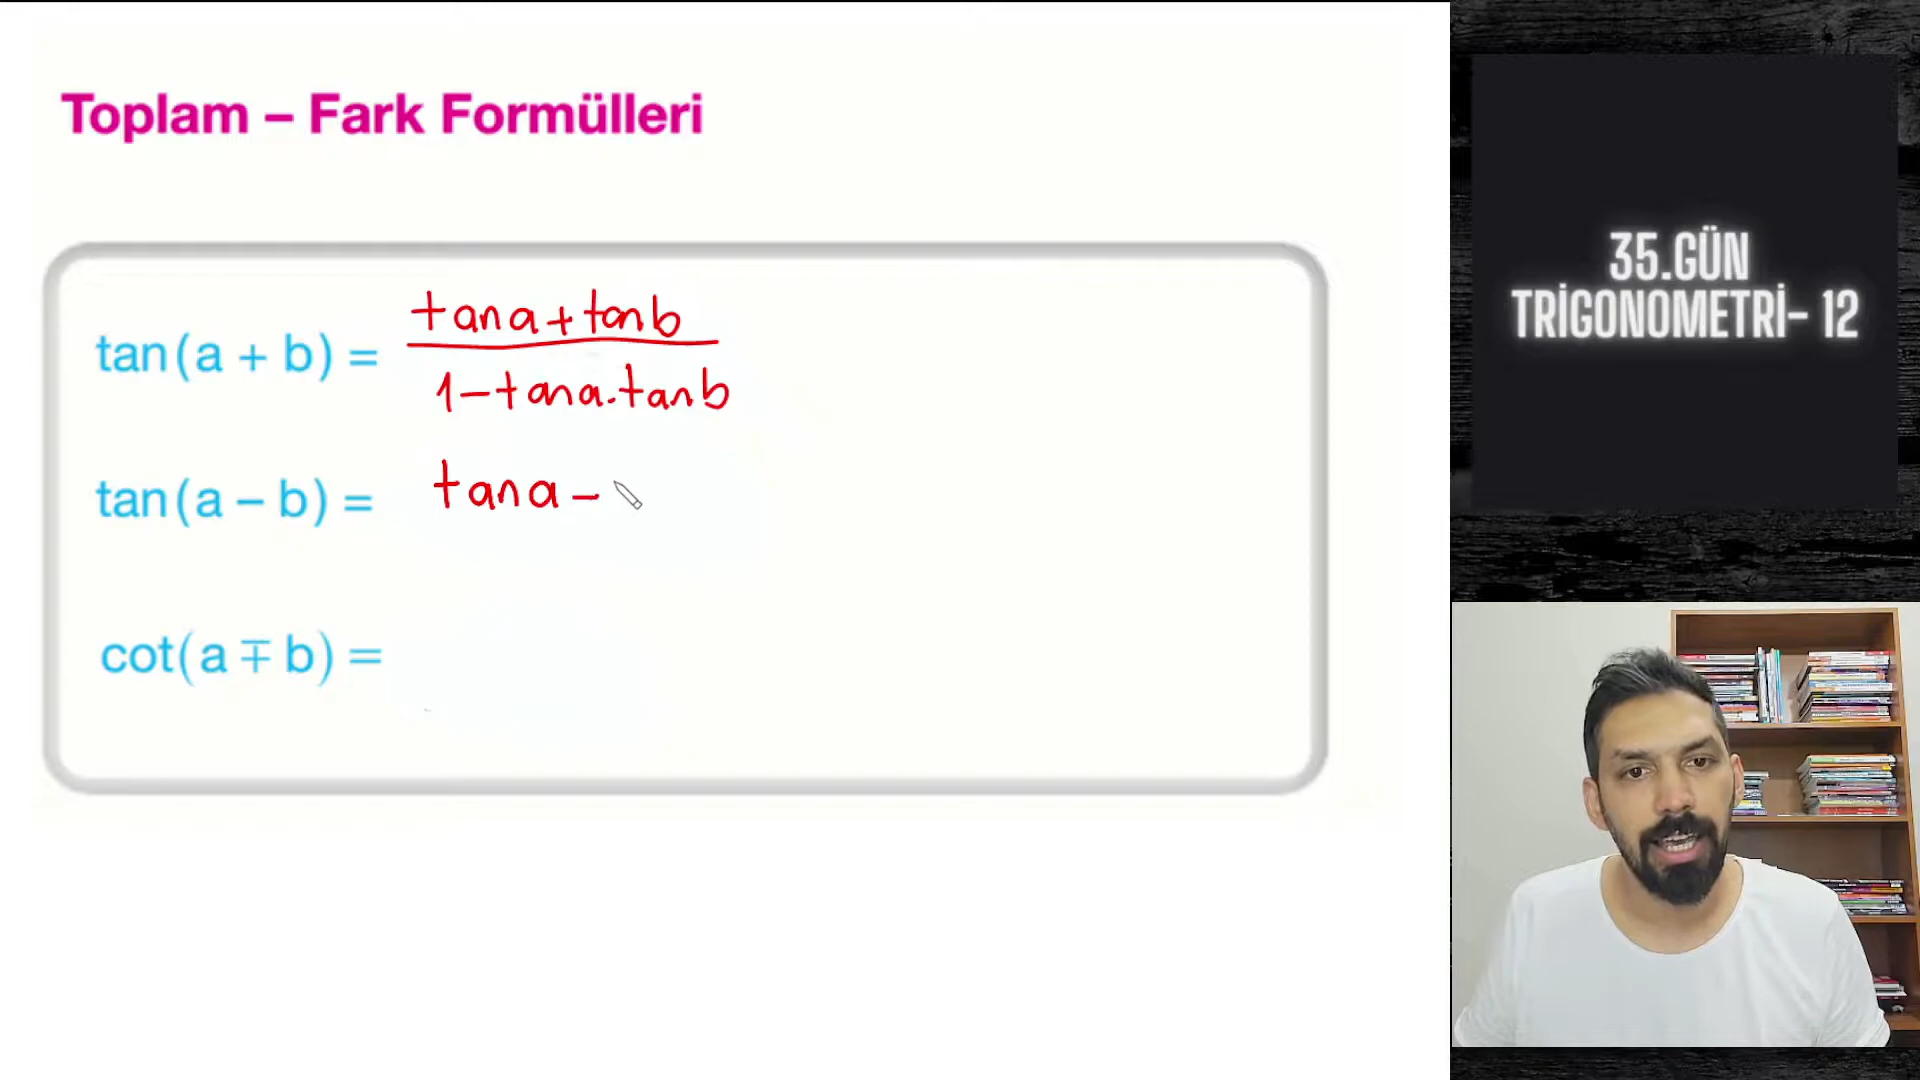 Toplam – Fark Formülleri
tan(a + b) = tana+tanb
1-tana.tanb
tan(a – b) = tana -
cot(a ∓ b) =
35.GÜN
TRİGONOMETRİ- 12